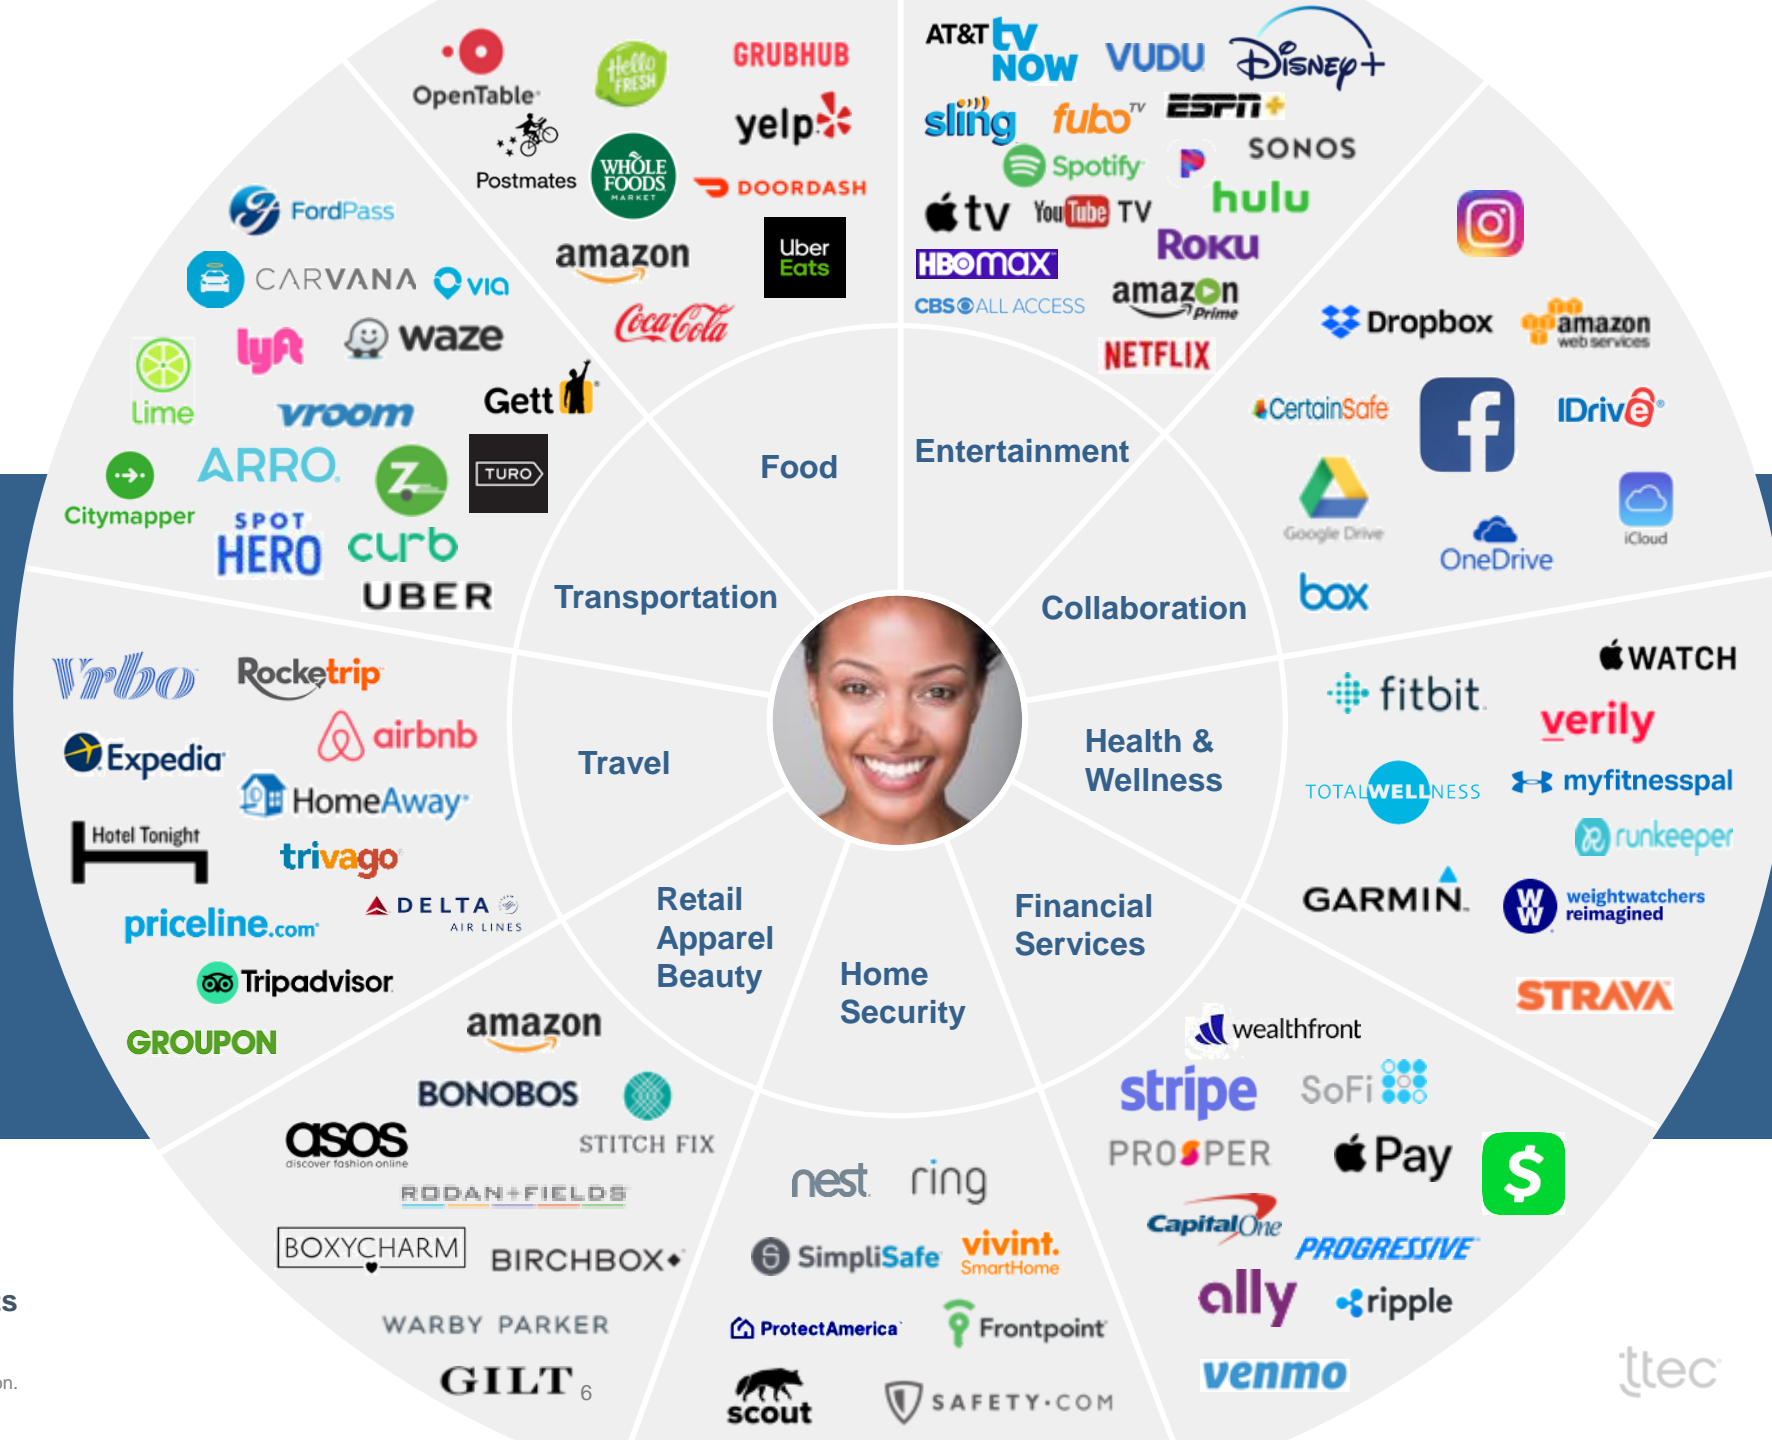 OpenTable
Hello
FRESH
GRUBHUB
yelp
Postmates
WHOLE
FOODS
MARKET
DOORDASH
amazon
Uber
Eats
Coca-Cola
Food
AT&T tv
NOW
VUDU
Disney+
sling
fubo TV
ESPN+
Spotify
SONOS
tv
YouTube TV
hulu
ROKU
HBOmax
CBS ALL ACCESS
amazon
Prime
NETFLIX
Entertainment
Dropbox
amazon
web services
CertainSafe
f
IDrive
Google Drive
OneDrive
iCloud
box
Collaboration
WATCH
fitbit
verily
TOTALWELLNESS
myfitnesspal
runkeeper
GARMIN
W
W
weightwatchers
reimagined
STRAVA
Health &
Wellness
wealthfront
stripe
SoFi
PROSPER
Pay
$
Capital One
PROGRESSIVE
ally
ripple
venmo
Financial
Services
nest
ring
SimpliSafe
vivint.
SmartHome
ProtectAmerica
Frontpoint
scout
SAFETY.COM
Home
Security
amazon
BONOBOS
asos
discover fashion online
STITCH FIX
RODAN+FIELDS
BOXYCHARM
BIRCHBOX
WARBY PARKER
GILT
Retail
Apparel
Beauty
Vrbo
Rocketrip
Expedia
airbnb
HomeAway
Hotel Tonight
trivago
priceline.com
DELTA
AIR LINES
Tripadvisor
GROUPON
Travel
FordPass
CARVANA
via
lyft
waze
Lime
vroom
Gett
ARRO
Z
TURO
Citymapper
SPOT
HERO
curb
UBER
Transportation
6
ts
on.
ttec